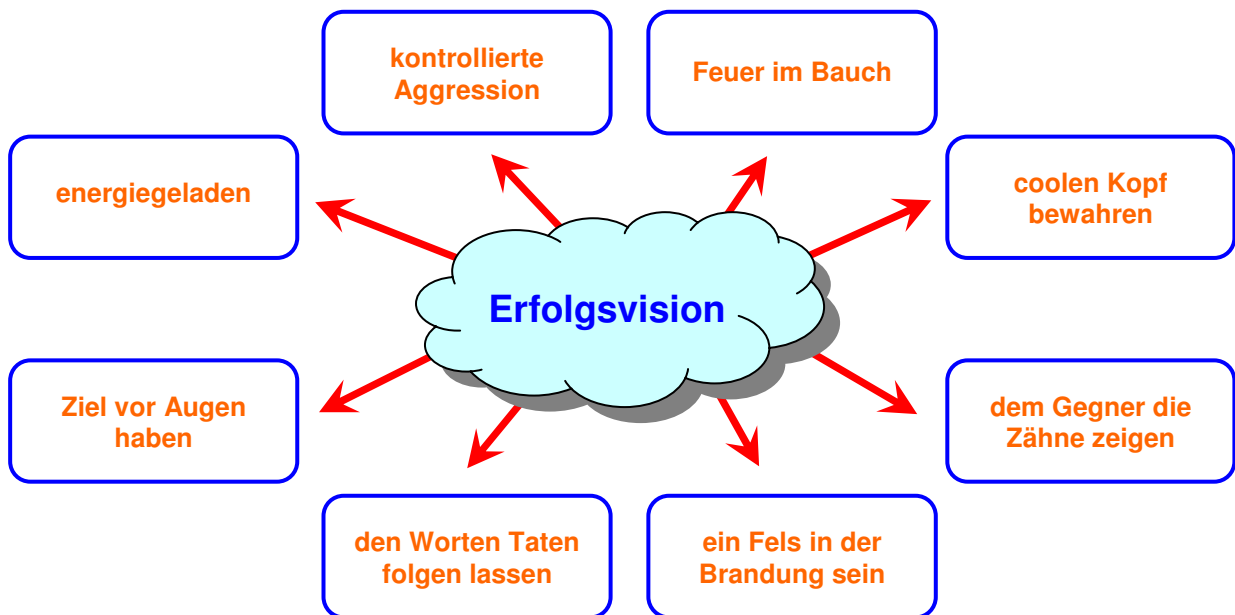 kontrollierte
Aggression
Feuer im Bauch
energiegeladen
coolen Kopf
bewahren
Erfolgsvision
Ziel vor Augen
haben
dem Gegner die
Zähne zeigen
den Worten Taten
folgen lassen
ein Fels in der
Brandung sein